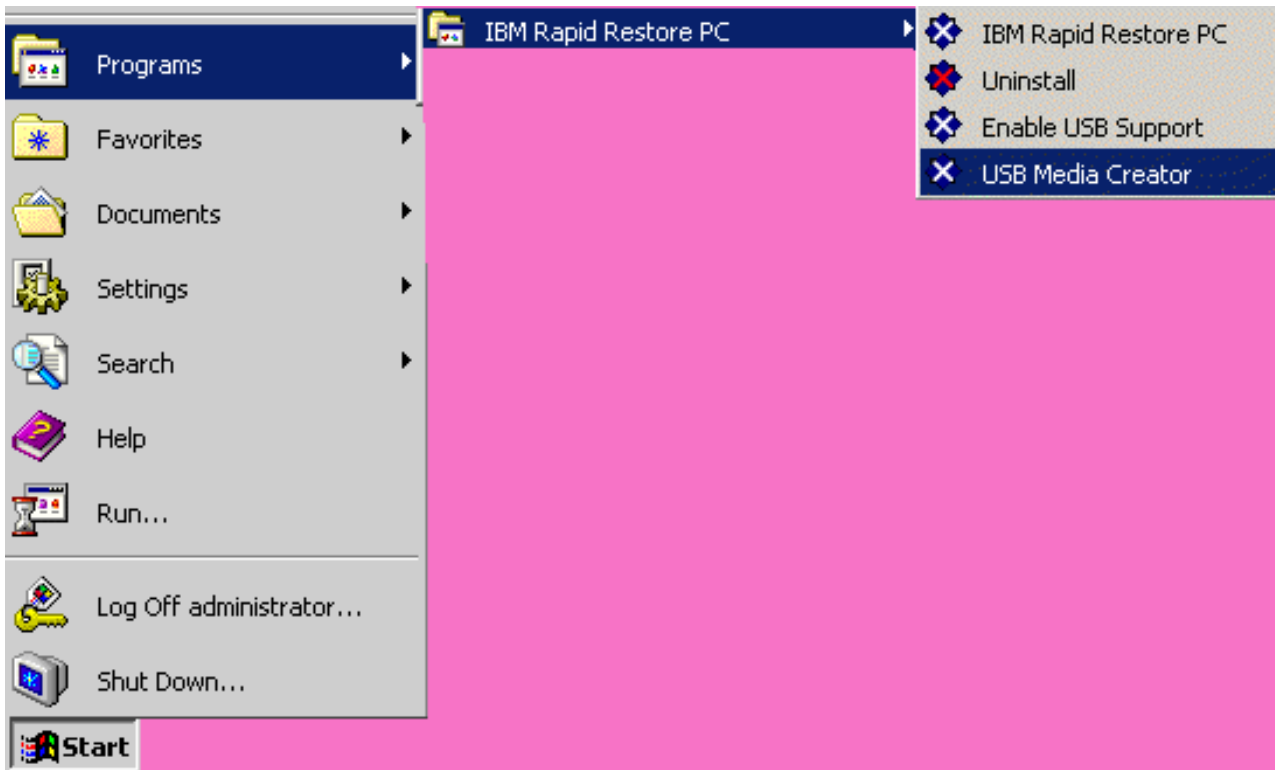 Programs
Favorites
Documents
Settings
Search
Help
Run...
Log Off administrator...
Shut Down...
Start
IBM Rapid Restore PC
IBM Rapid Restore PC
Uninstall
Enable USB Support
USB Media Creator